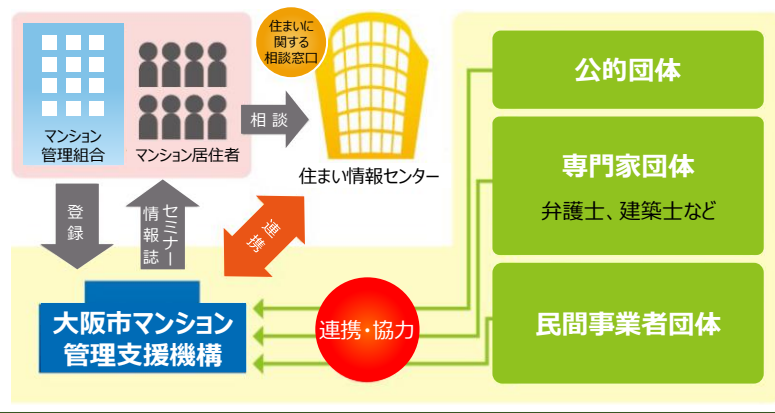 住まいに
関する
相談窓口
マンション
管理組合
マンション居住者
相談
住まい情報センター
登録
セミナー
情報誌
連携
大阪市マンション
管理支援機構
連携・協力
公的団体
専門家団体
弁護士、建築士など
民間事業者団体